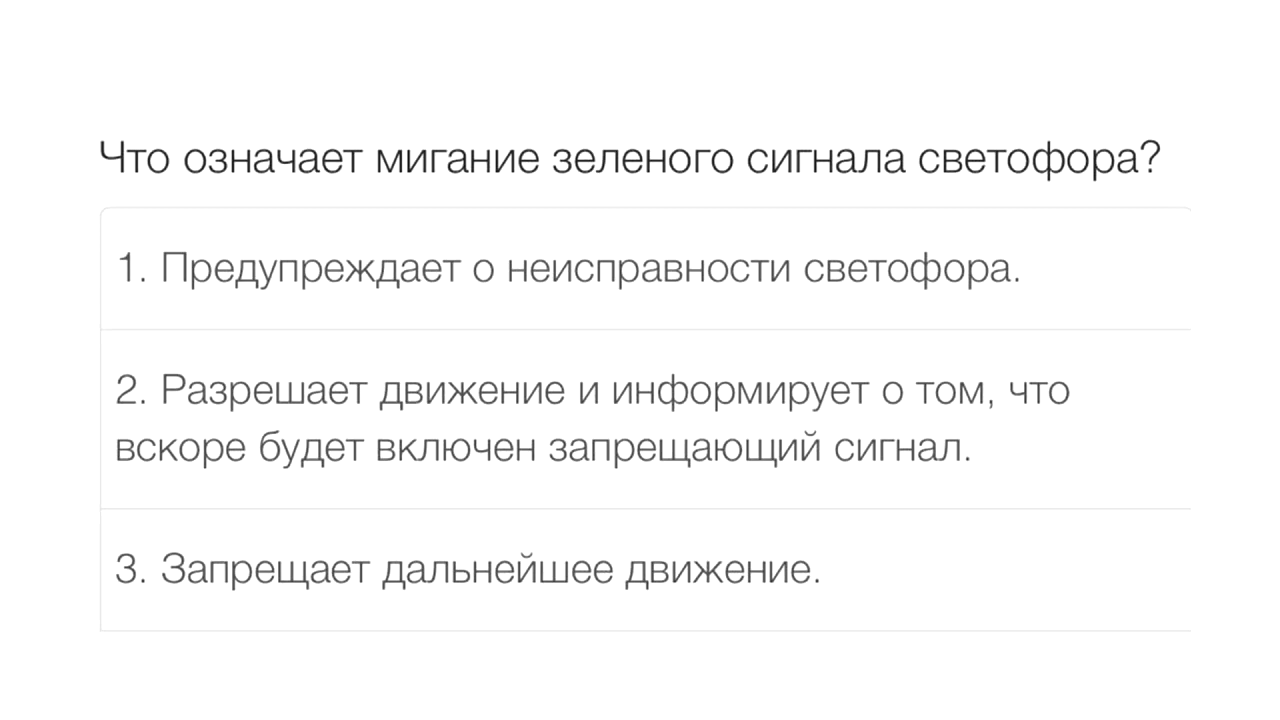 Что означает мигание зеленого сигнала светофора?
1. Предупреждает о неисправности светофора.
2. Разрешает движение и информирует о том, что
вскоре будет включен запрещающий сигнал.
3. Запрещает дальнейшее движение.